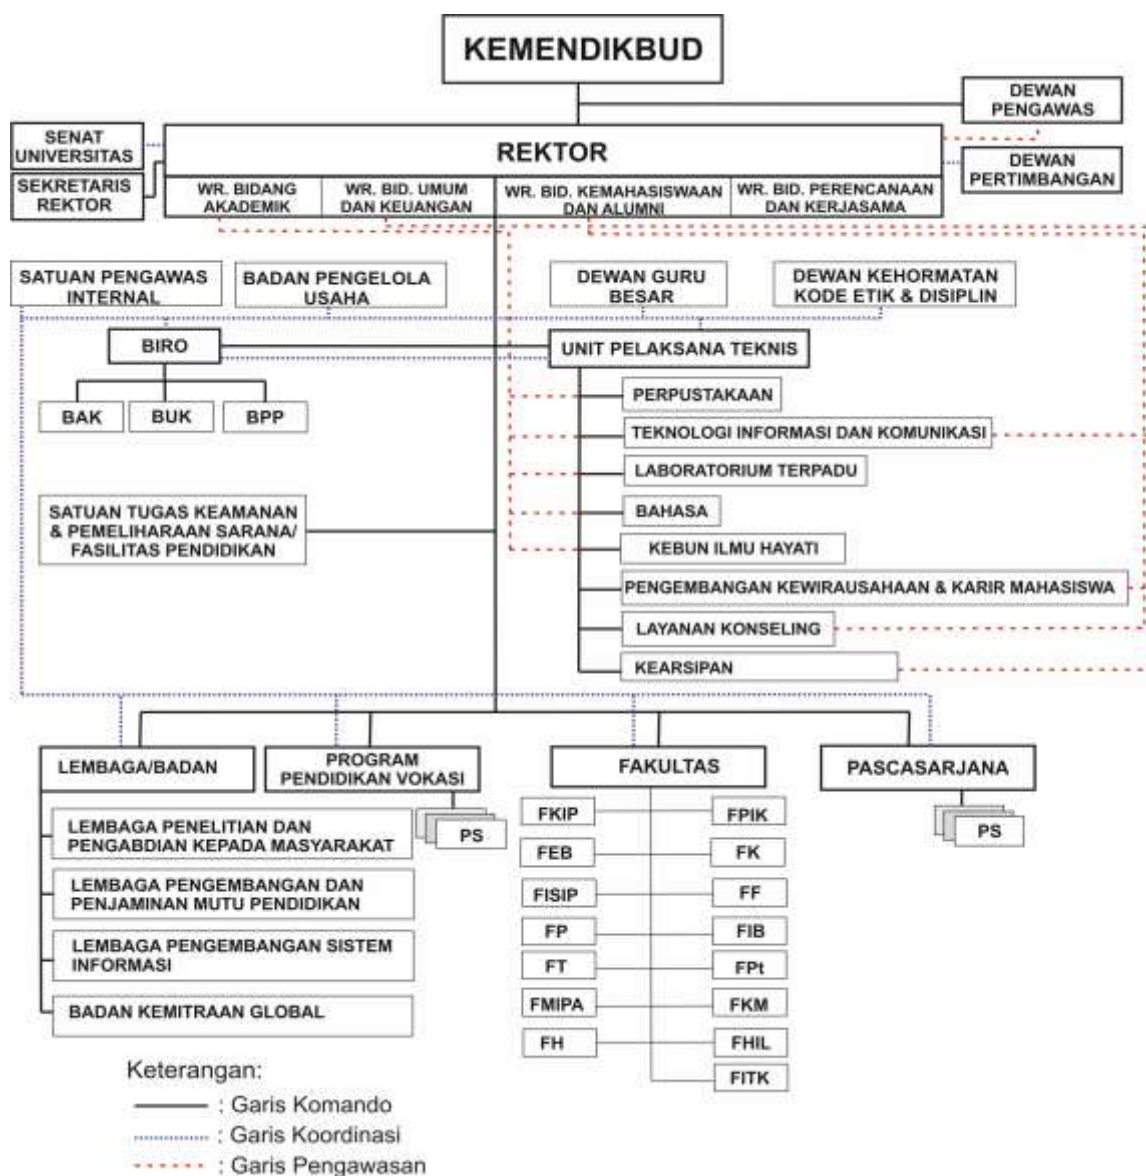 KEMENDIKBUD
DEWAN
PENGAWAS
SENAT
UNIVERSITAS
REKTOR
DEWAN
PERTIMBANGAN
SEKRETARIS
REKTOR
WR. BIDANG
AKADEMIK
WR. BID. UMUM
DAN KEUANGAN
WR. BID. KEMAHASISWAAN
DAN ALUMNI
WR. BID. PERENCANAAN
DAN KERJASAMA
SATUAN PENGAWAS
INTERNAL
BADAN PENGELOLA
USAHA
DEWAN GURU
BESAR
DEWAN KEHORMATAN
KODE ETIK & DISIPLIN
BIRO
UNIT PELAKSANA TEKNIS
BAK
BUK
BPP
PERPUSTAKAAN
TEKNOLOGI INFORMASI DAN KOMUNIKASI
LABORATORIUM TERPADU
BAHASA
KEBUN ILMU HAYATI
PENGEMBANGAN KEWIRAUSAHAAN & KARIR MAHASISWA
LAYANAN KONSELING
KEARSIPAN
SATUAN TUGAS KEAMANAN
& PEMELIHARAAN SARANA/
FASILITAS PENDIDIKAN
LEMBAGA/BADAN
PROGRAM
PENDIDIKAN VOKASI
FAKULTAS
PASCASARJANA
LEMBAGA PENELITIAN DAN
PENGABDIAN KEPADA MASYARAKAT
LEMBAGA PENGEMBANGAN DAN
PENJAMINAN MUTU PENDIDIKAN
LEMBAGA PENGEMBANGAN SISTEM
INFORMASI
BADAN KEMITRAAN GLOBAL
PS
FKIP
FPIK
FEB
FK
FISIP
FF
FP
FIB
FT
FPt
FMIPA
FKM
FH
FHIL
FITK
PS
Keterangan:
: Garis Komando
: Garis Koordinasi
: Garis Pengawasan